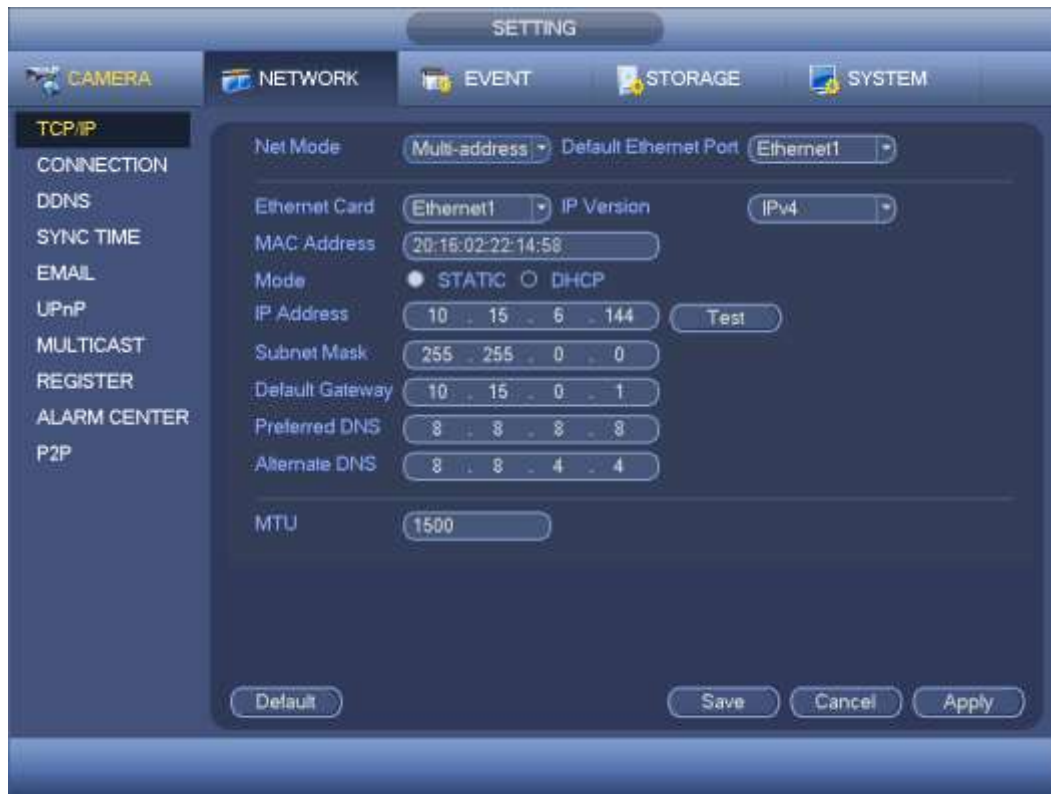 SETTING
CAMERA NETWORK EVENT STORAGE SYSTEM
TCP/IP
CONNECTION
DDNS
SYNC TIME
EMAIL
UPnP
MULTICAST
REGISTER
ALARM CENTER
P2P
Net Mode Multi-address Default Ethernet Port Ethernet1
Ethernet Card Ethernet1 IP Version IPv4
MAC Address 20:16:02:22:14:58
Mode STATIC DHCP
IP Address 10 . 15 . 6 . 144 Test
Subnet Mask 255 . 255 . 0 . 0
Default Gateway 10 . 15 . 0 . 1
Preferred DNS 8 . 8 . 8 . 8
Alternate DNS 8 . 8 . 4 . 4
MTU 1500
Default Save Cancel Apply